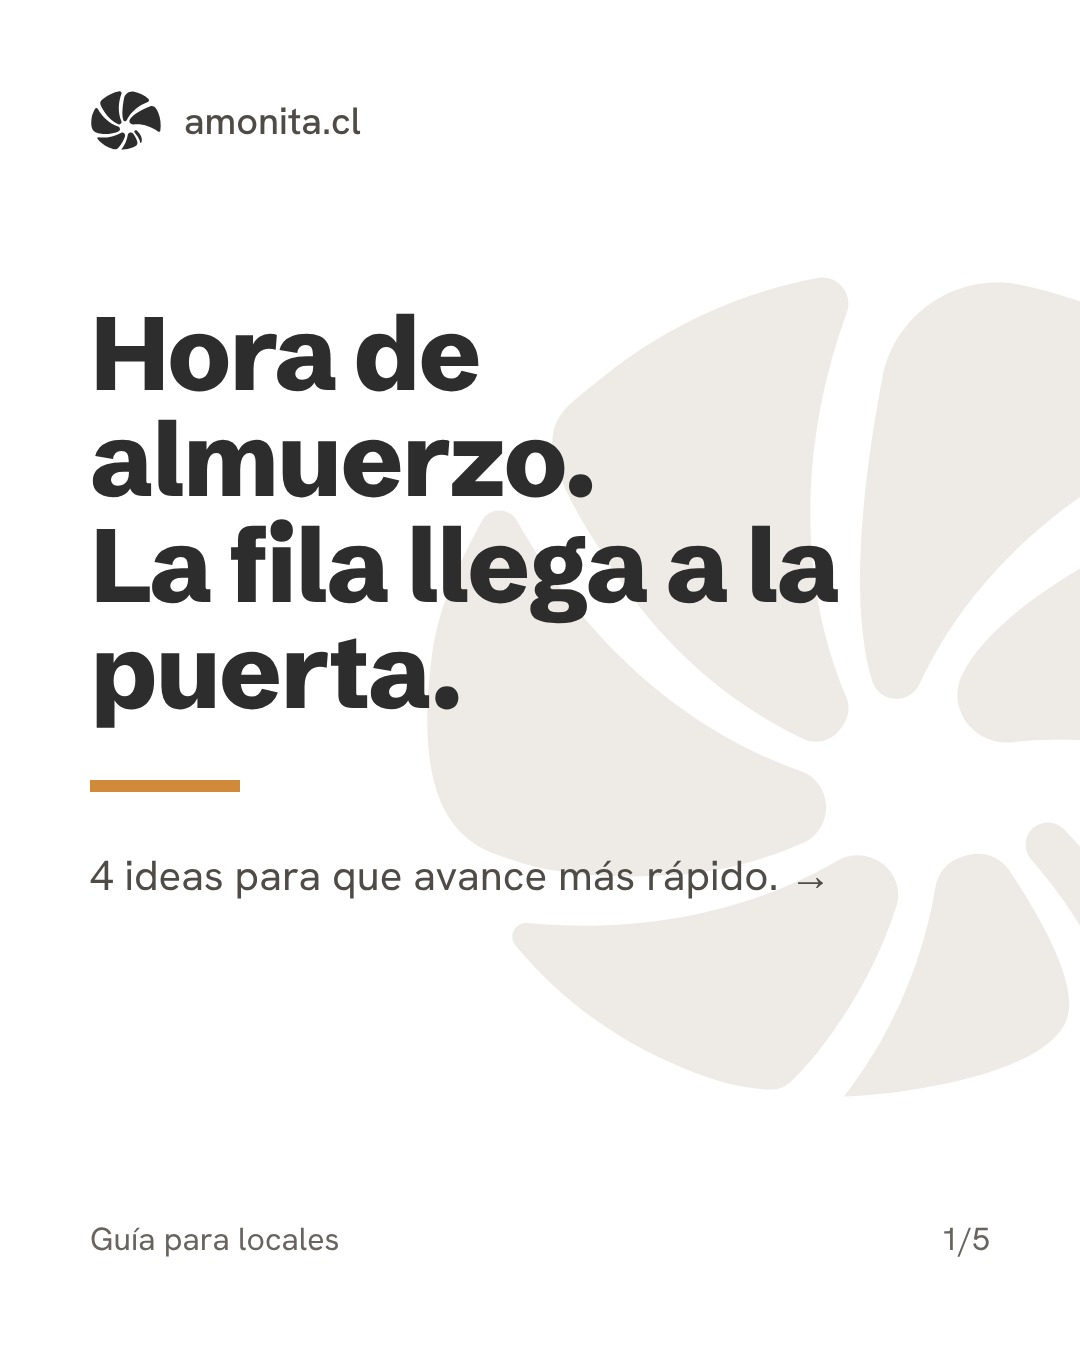 amonita.cl
Hora de
almuerzo.
La fila llega a la
puerta.
4 ideas para que avance más rápido. →
Guía para locales
1/5